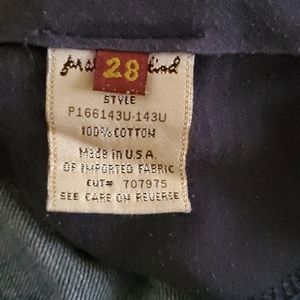 28
STYLE
P166143U-143U
100% COTTON
Made in U.S.A.
OF IMPORTED FABRIC
CUT# 707975
SEE CARE ON REVERSE